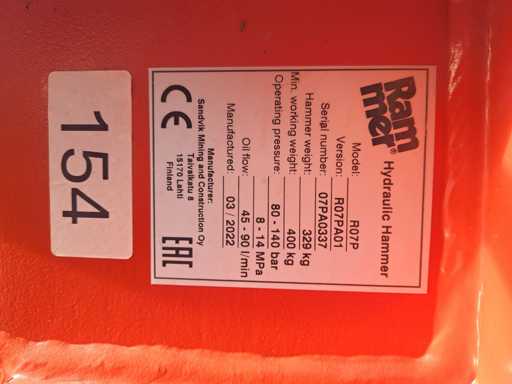 Ram
mer®
Hydraulic Hammer
Model: R07P
Version: R07PA01
Serial number: 07PA0337
Hammer weight: 329 kg
Min. working weight: 400 kg
Operating pressure: 80 - 140 bar
8 - 14 MPa
Oil flow: 45 - 90 l/min
Manufactured: 03 / 2022
Manufacturer:
Sandvik Mining and Construction Oy
Taivalkatu 8
15170 Lahti
Finland
CE
EAC
154